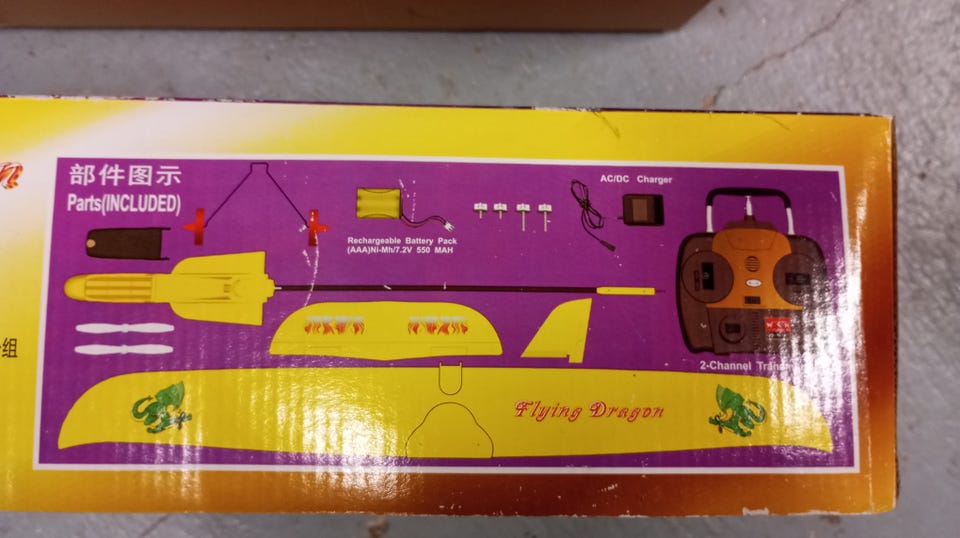 部件图示
Parts(INCLUDED)
AC/DC Charger
Rechargeable Battery Pack
(AAA)Ni-Mh/7.2V 550 MAH
组
2-Channel
Flying Dragon